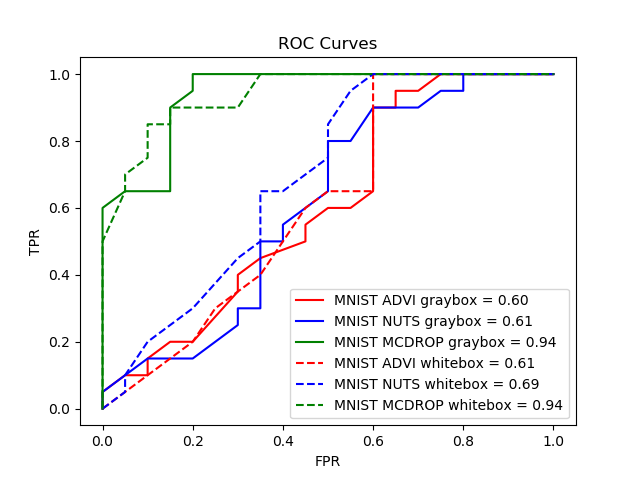 ROC Curves
TPR
1.0
0.8
0.6
0.4
0.2
0.0
MNIST ADVI graybox = 0.60
MNIST NUTS graybox = 0.61
MNIST MCDROP graybox = 0.94
MNIST ADVI whitebox = 0.61
MNIST NUTS whitebox = 0.69
MNIST MCDROP whitebox = 0.94
0.0 0.2 0.4 0.6 0.8 1.0
FPR